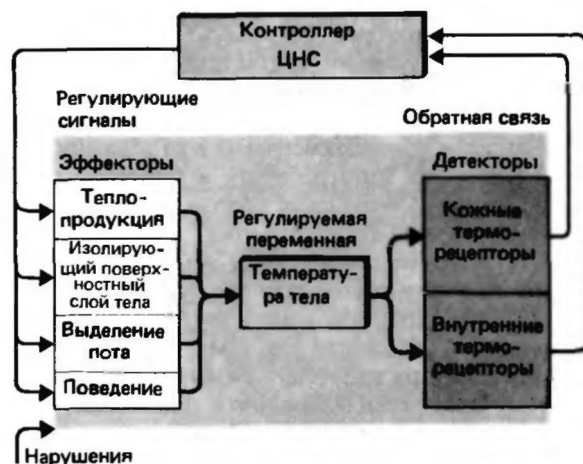 Контроллер
ЦНС
Регулирующие
сигналы
Обратная связь
Эффекторы
Детекторы
Тепло-
продукция
Изолирую-
щий поверх-
ностный
слой тела
Выделение
пота
Поведение
Регулируемая
переменная
Температу-
ра тела
Кожные
термо-
рецепторы
Внутренние
термо-
рецепторы
Нарушения